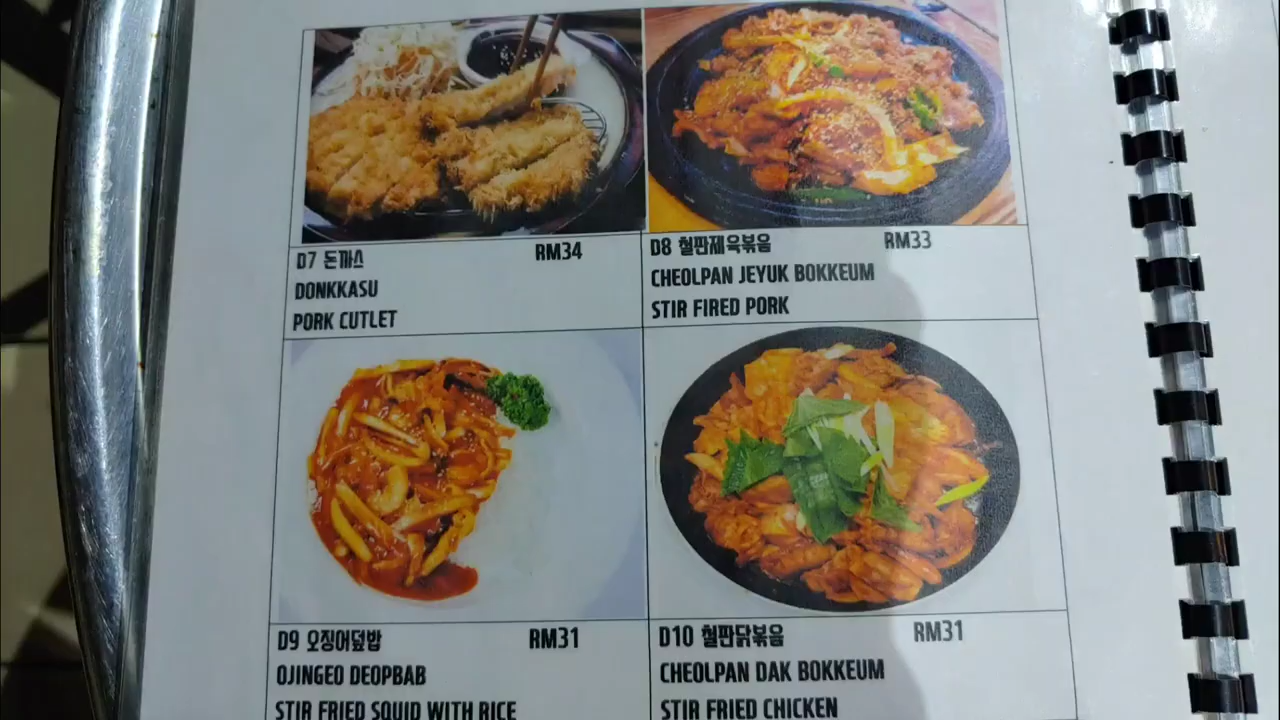 D7 돈까스 RM34
DONKKASU
PORK CUTLET
D8 철판제육볶음 RM33
CHEOLPAN JEYUK BOKKEUM
STIR FIRED PORK
D9 오징어덮밥 RM31
OJINGEO DEOPBAB
STIR FRIED SQUID WITH RICE
D10 철판닭볶음 RM31
CHEOLPAN DAK BOKKEUM
STIR FRIED CHICKEN